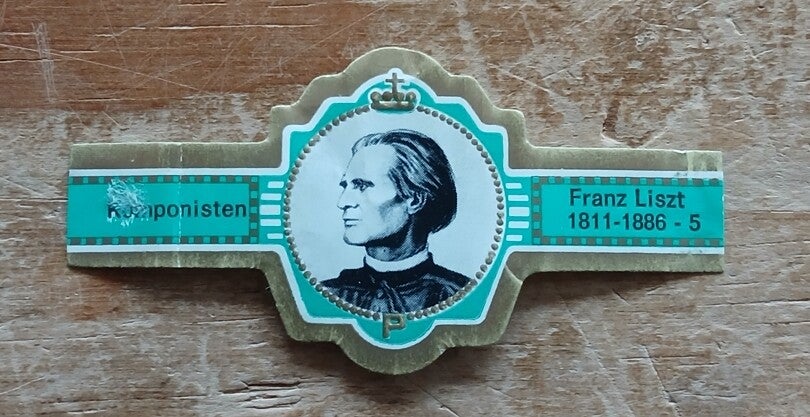 Komponisten
Franz Liszt
1811-1886 - 5
P